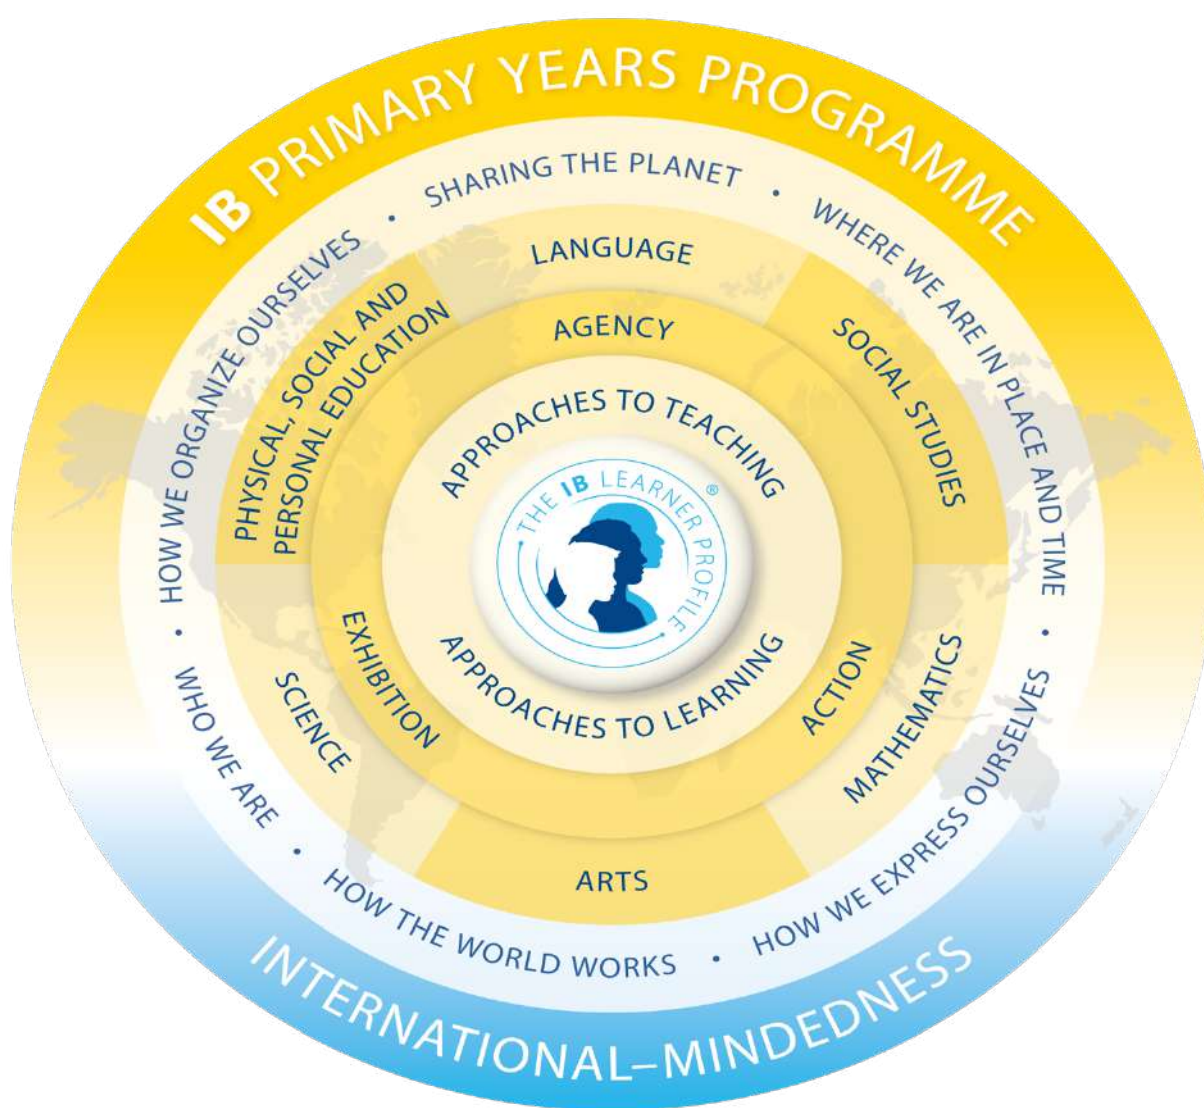 IB PRIMARY YEARS PROGRAMME
SHARING THE PLANET
•
WHERE WE ARE IN PLACE AND TIME
•
HOW WE EXPRESS OURSELVES
•
HOW THE WORLD WORKS
•
WHO WE ARE
•
HOW WE ORGANIZE OURSELVES
•
LANGUAGE
SOCIAL STUDIES
MATHEMATICS
ARTS
SCIENCE
PHYSICAL, SOCIAL AND
PERSONAL EDUCATION
AGENCY
ACTION
EXHIBITION
APPROACHES TO TEACHING
THE IB LEARNER PROFILE ®
APPROACHES TO LEARNING
INTERNATIONAL–MINDEDNESS